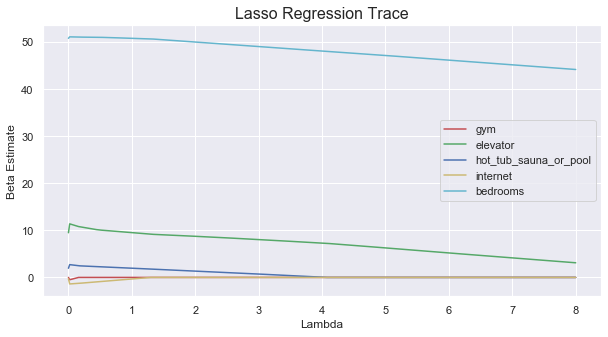 Lasso Regression Trace
Beta Estimate
50
40
30
20
10
0
gym
elevator
hot_tub_sauna_or_pool
internet
bedrooms
0 1 2 3 4 5 6 7 8
Lambda